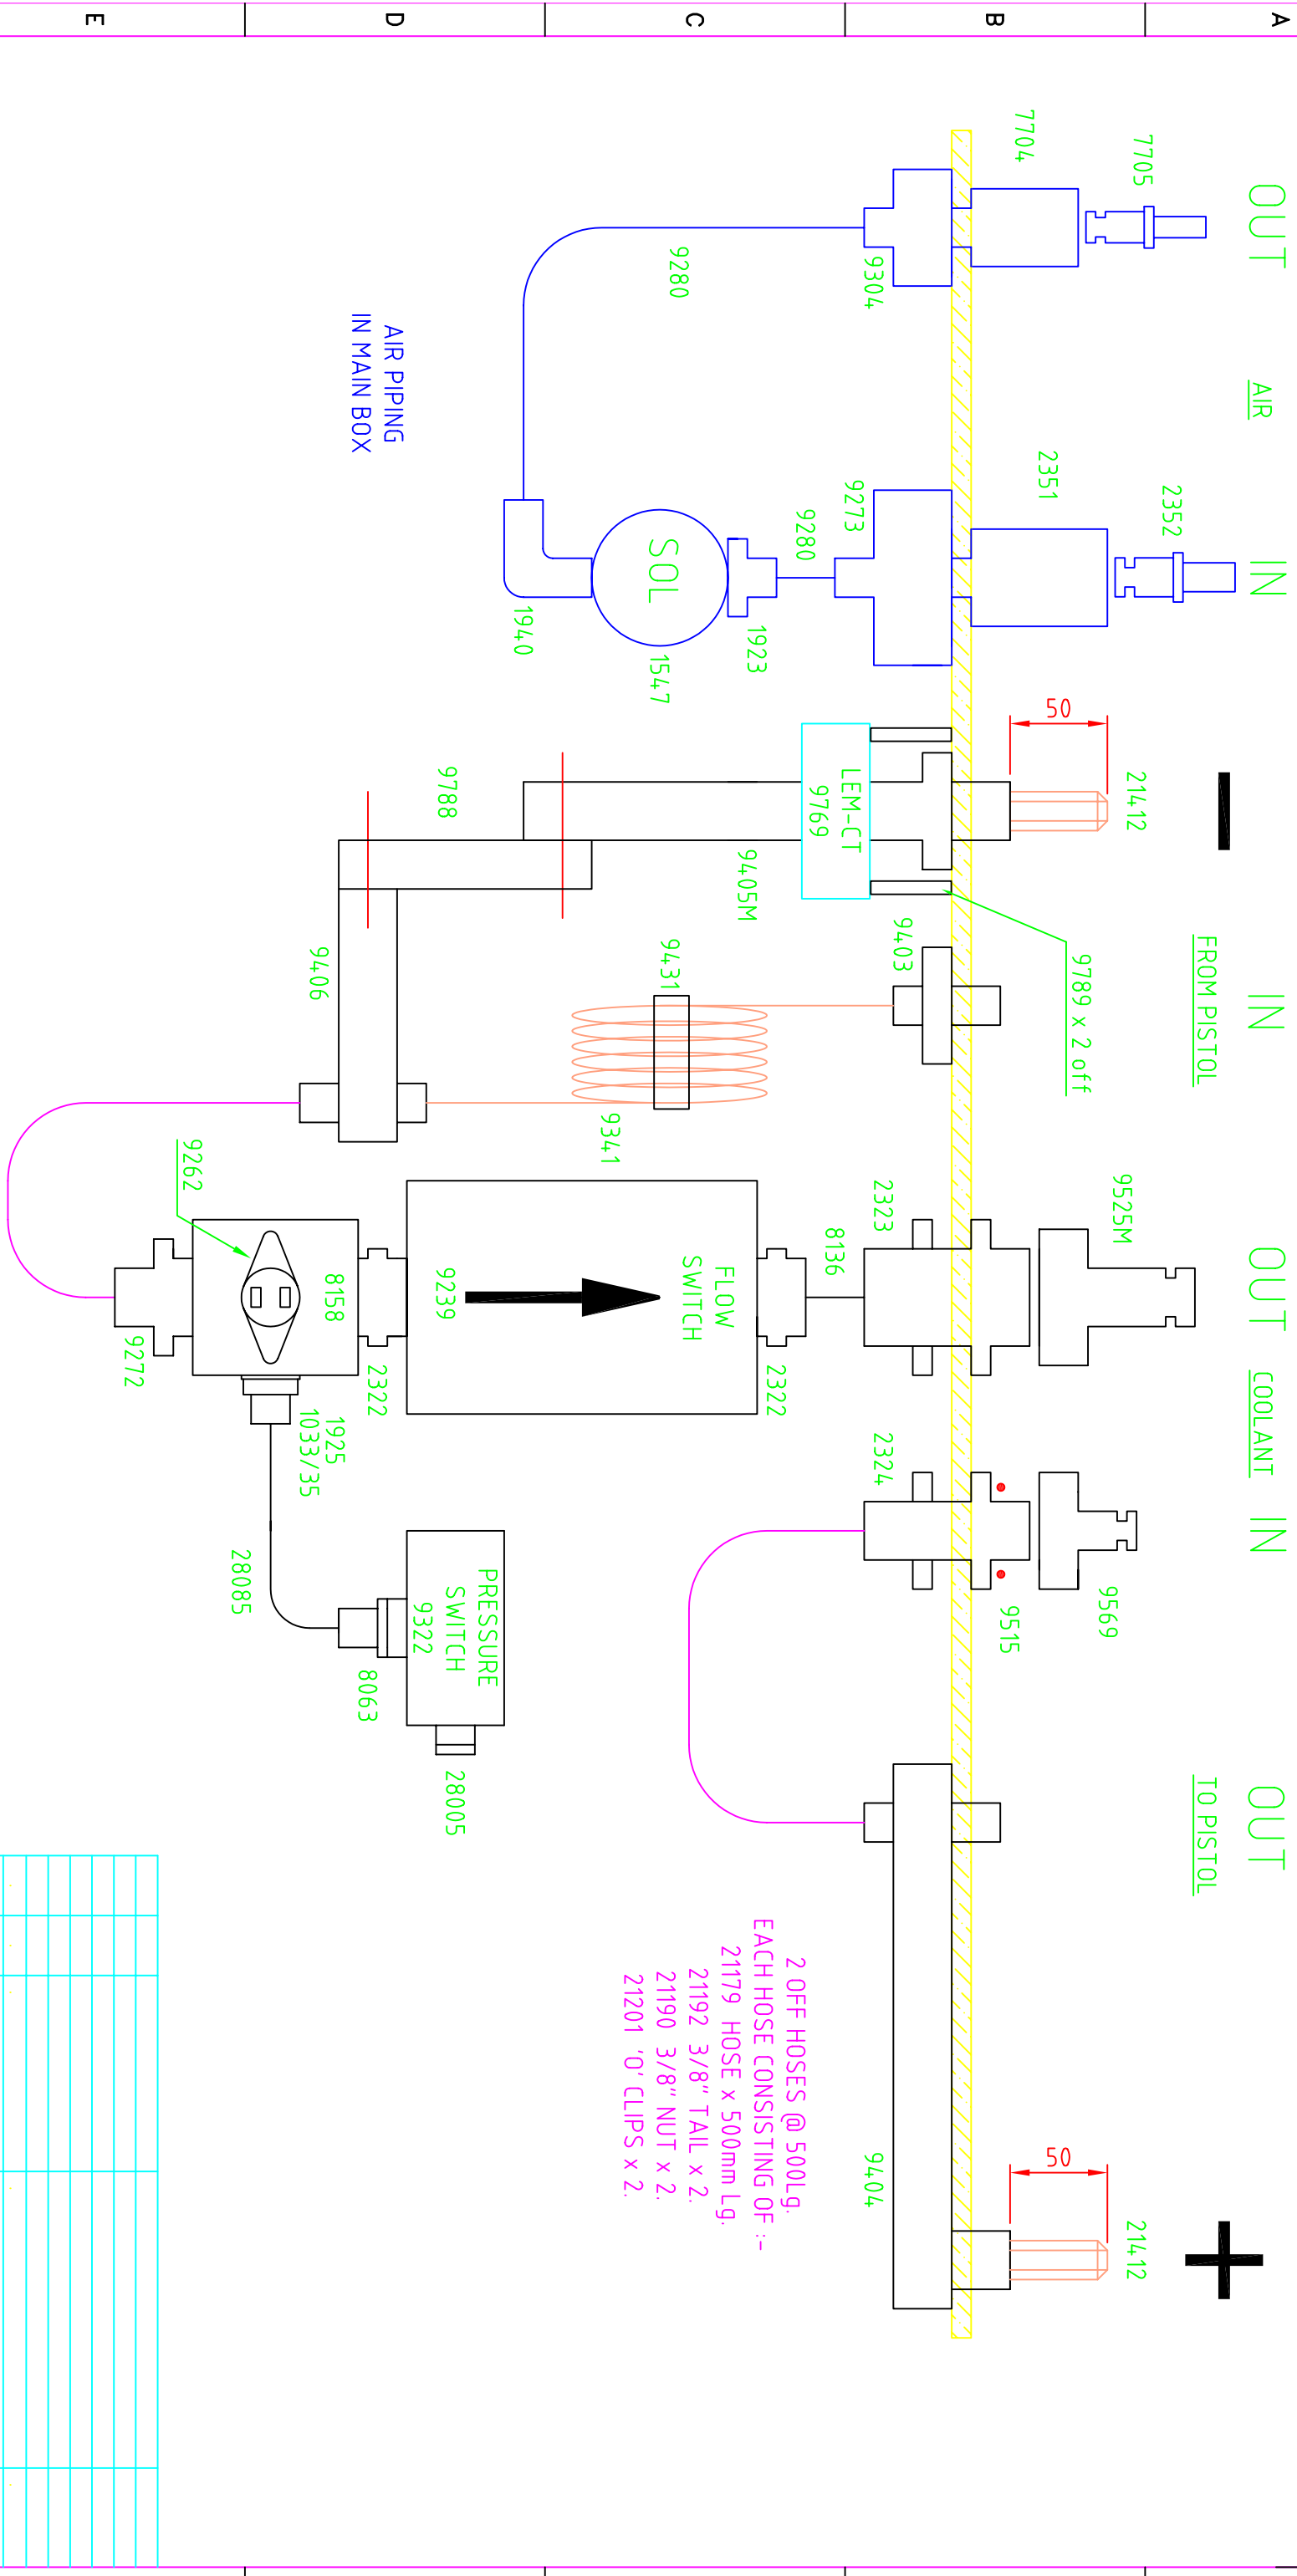 A
B
C
D
E
OUT
AIR
IN
IN
OUT
COOLANT
IN
OUT
FROM PISTOL
TO PISTOL
7705
7704
9304
9280
2352
2351
9273
9280
1923
SOL
1547
1940
AIR PIPING
IN MAIN BOX
50
21412
LEM-CT
9769
9405M
9788
9406
9789 x 2 off
9403
9431
9341
9525M
2323
8136
2322
FLOW
SWITCH
9239
2322
8158
9262
9272
1925
1033/35
28085
PRESSURE
SWITCH
9322
8063
28005
9569
9515
2324
9404
50
21412
2 OFF HOSES @ 500Lg.
EACH HOSE CONSISTING OF :-
21179 HOSE x 500mm Lg.
21192 3/8" TAIL x 2.
21190 3/8" NUT x 2.
21201 'O' CLIPS x 2.